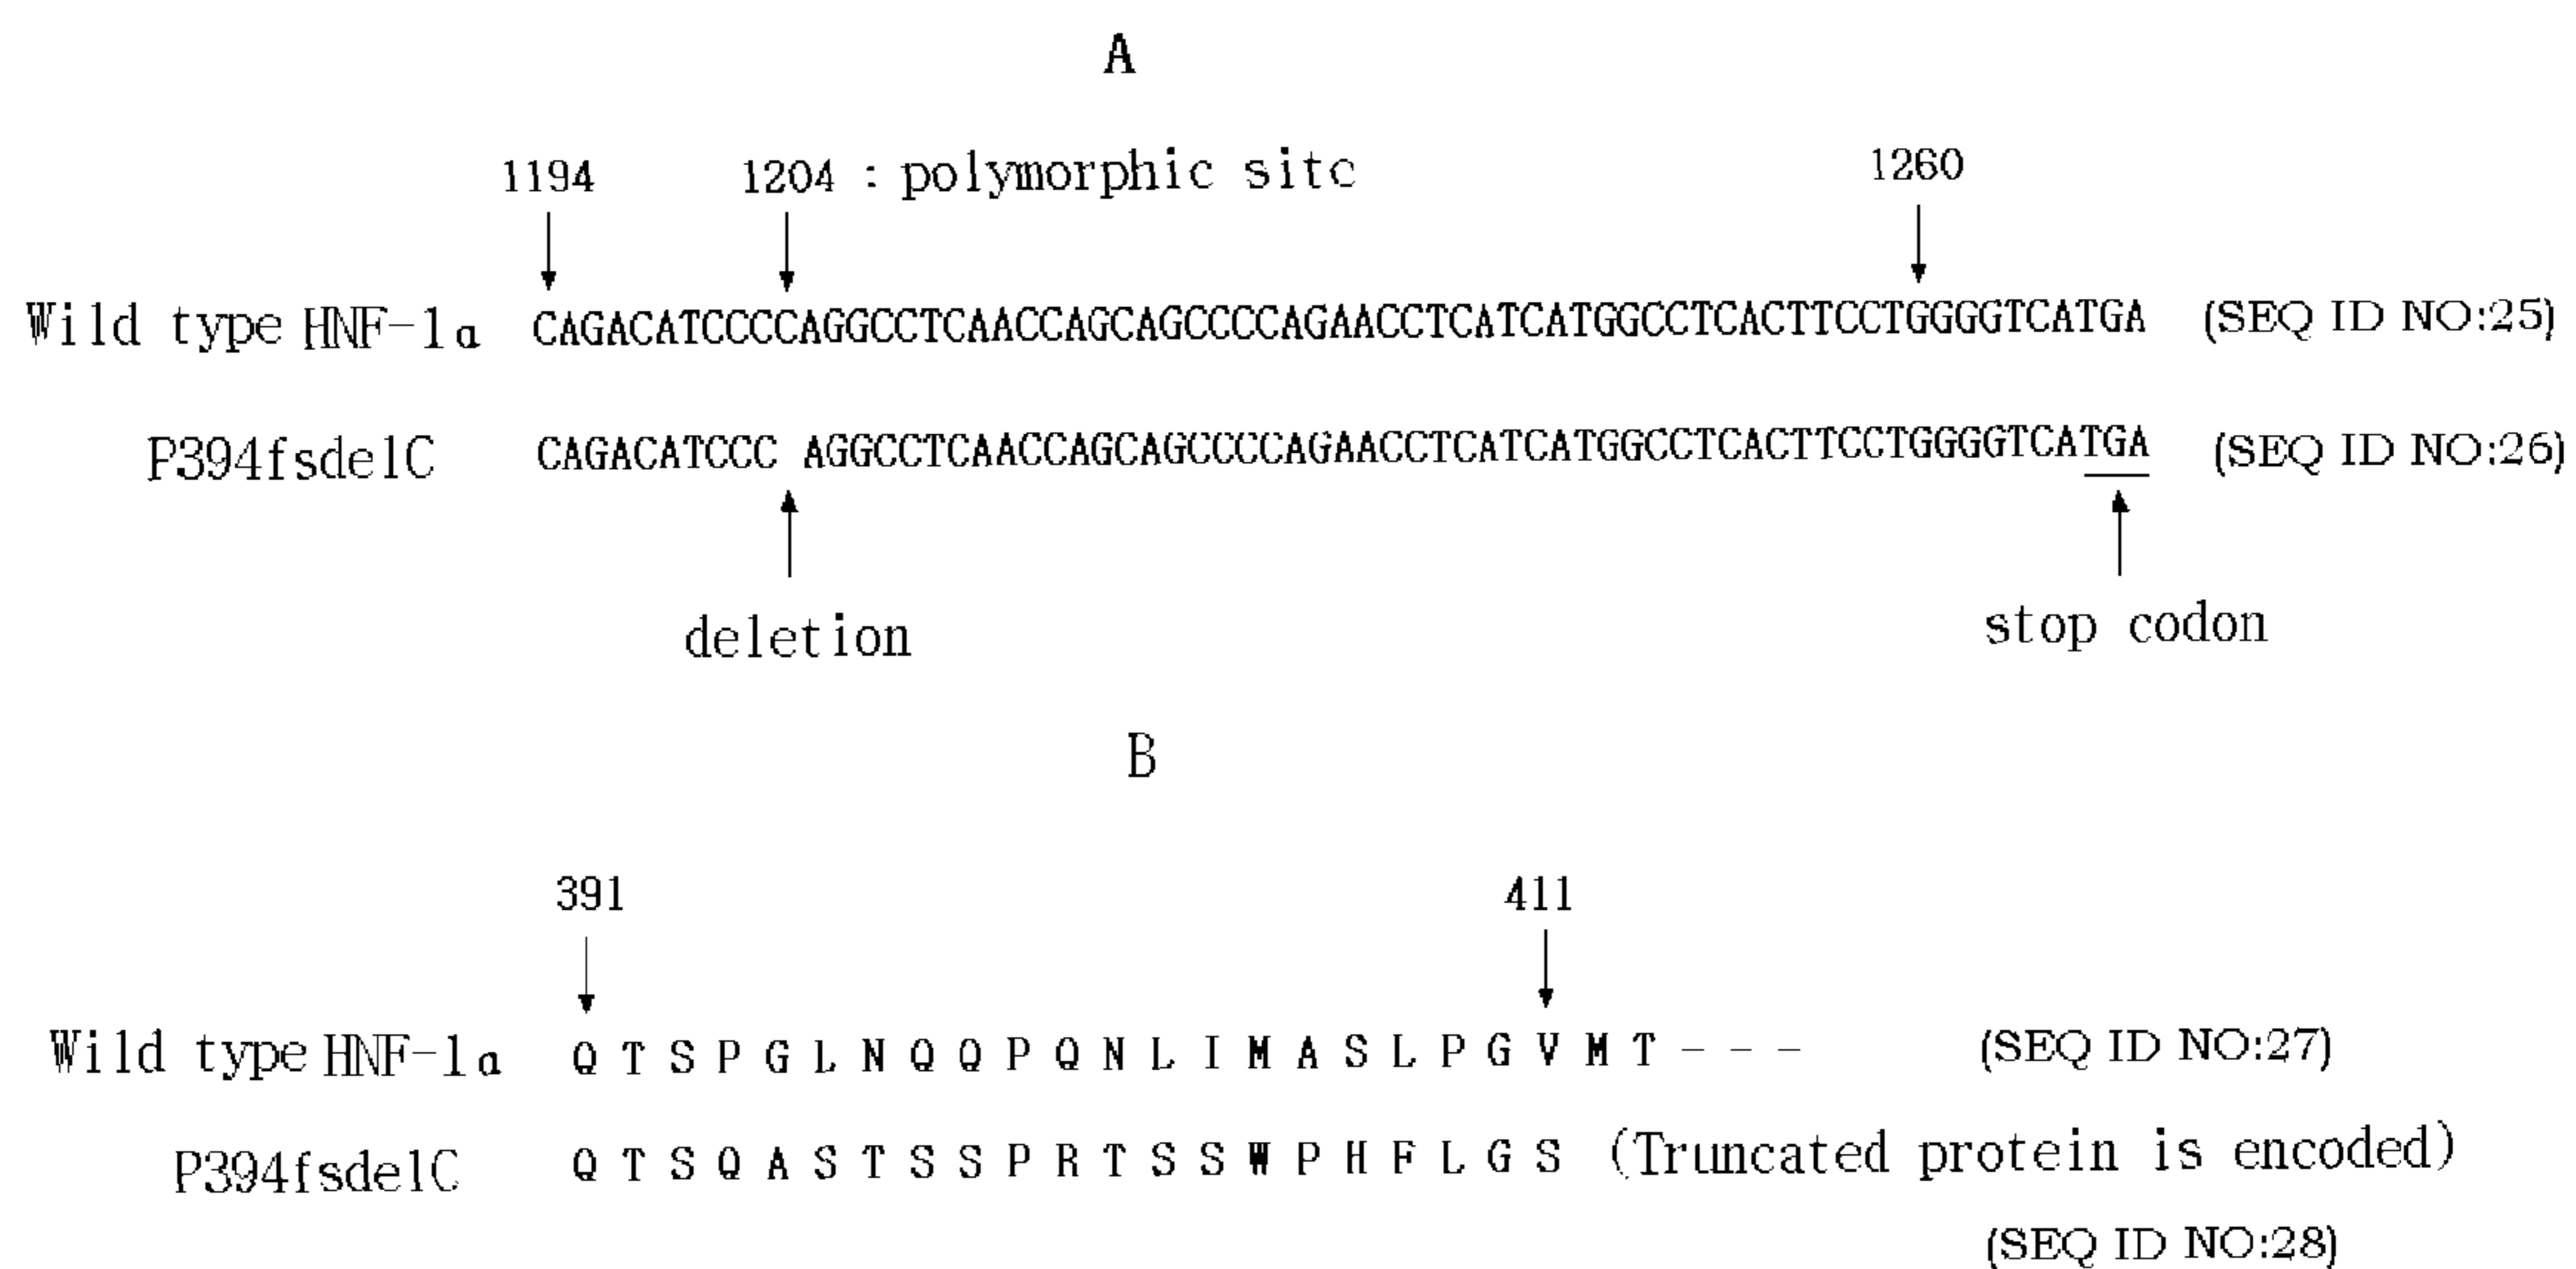 A
1194 1204 : polymorphic site 1260
Wild type HNF-1α CAGACATCCCCAGGCCTCAACCAGCAGCCCCAGAACCTCATCATGGCCTCACTTCCTGGGGTCATGA (SEQ ID NO:25)
P394fsdelC CAGACATCCC AGGCCTCAACCAGCAGCCCCAGAACCTCATCATGGCCTCACTTCCTGGGGTCATGA (SEQ ID NO:26)
deletion stop codon
B
391 411
Wild type HNF-1α Q T S P G L N Q Q P Q N L I M A S L P G V M T - - - (SEQ ID NO:27)
P394fsdelC Q T S Q A S T S S P R T S S W P H F L G S (Truncated protein is encoded)
(SEQ ID NO:28)